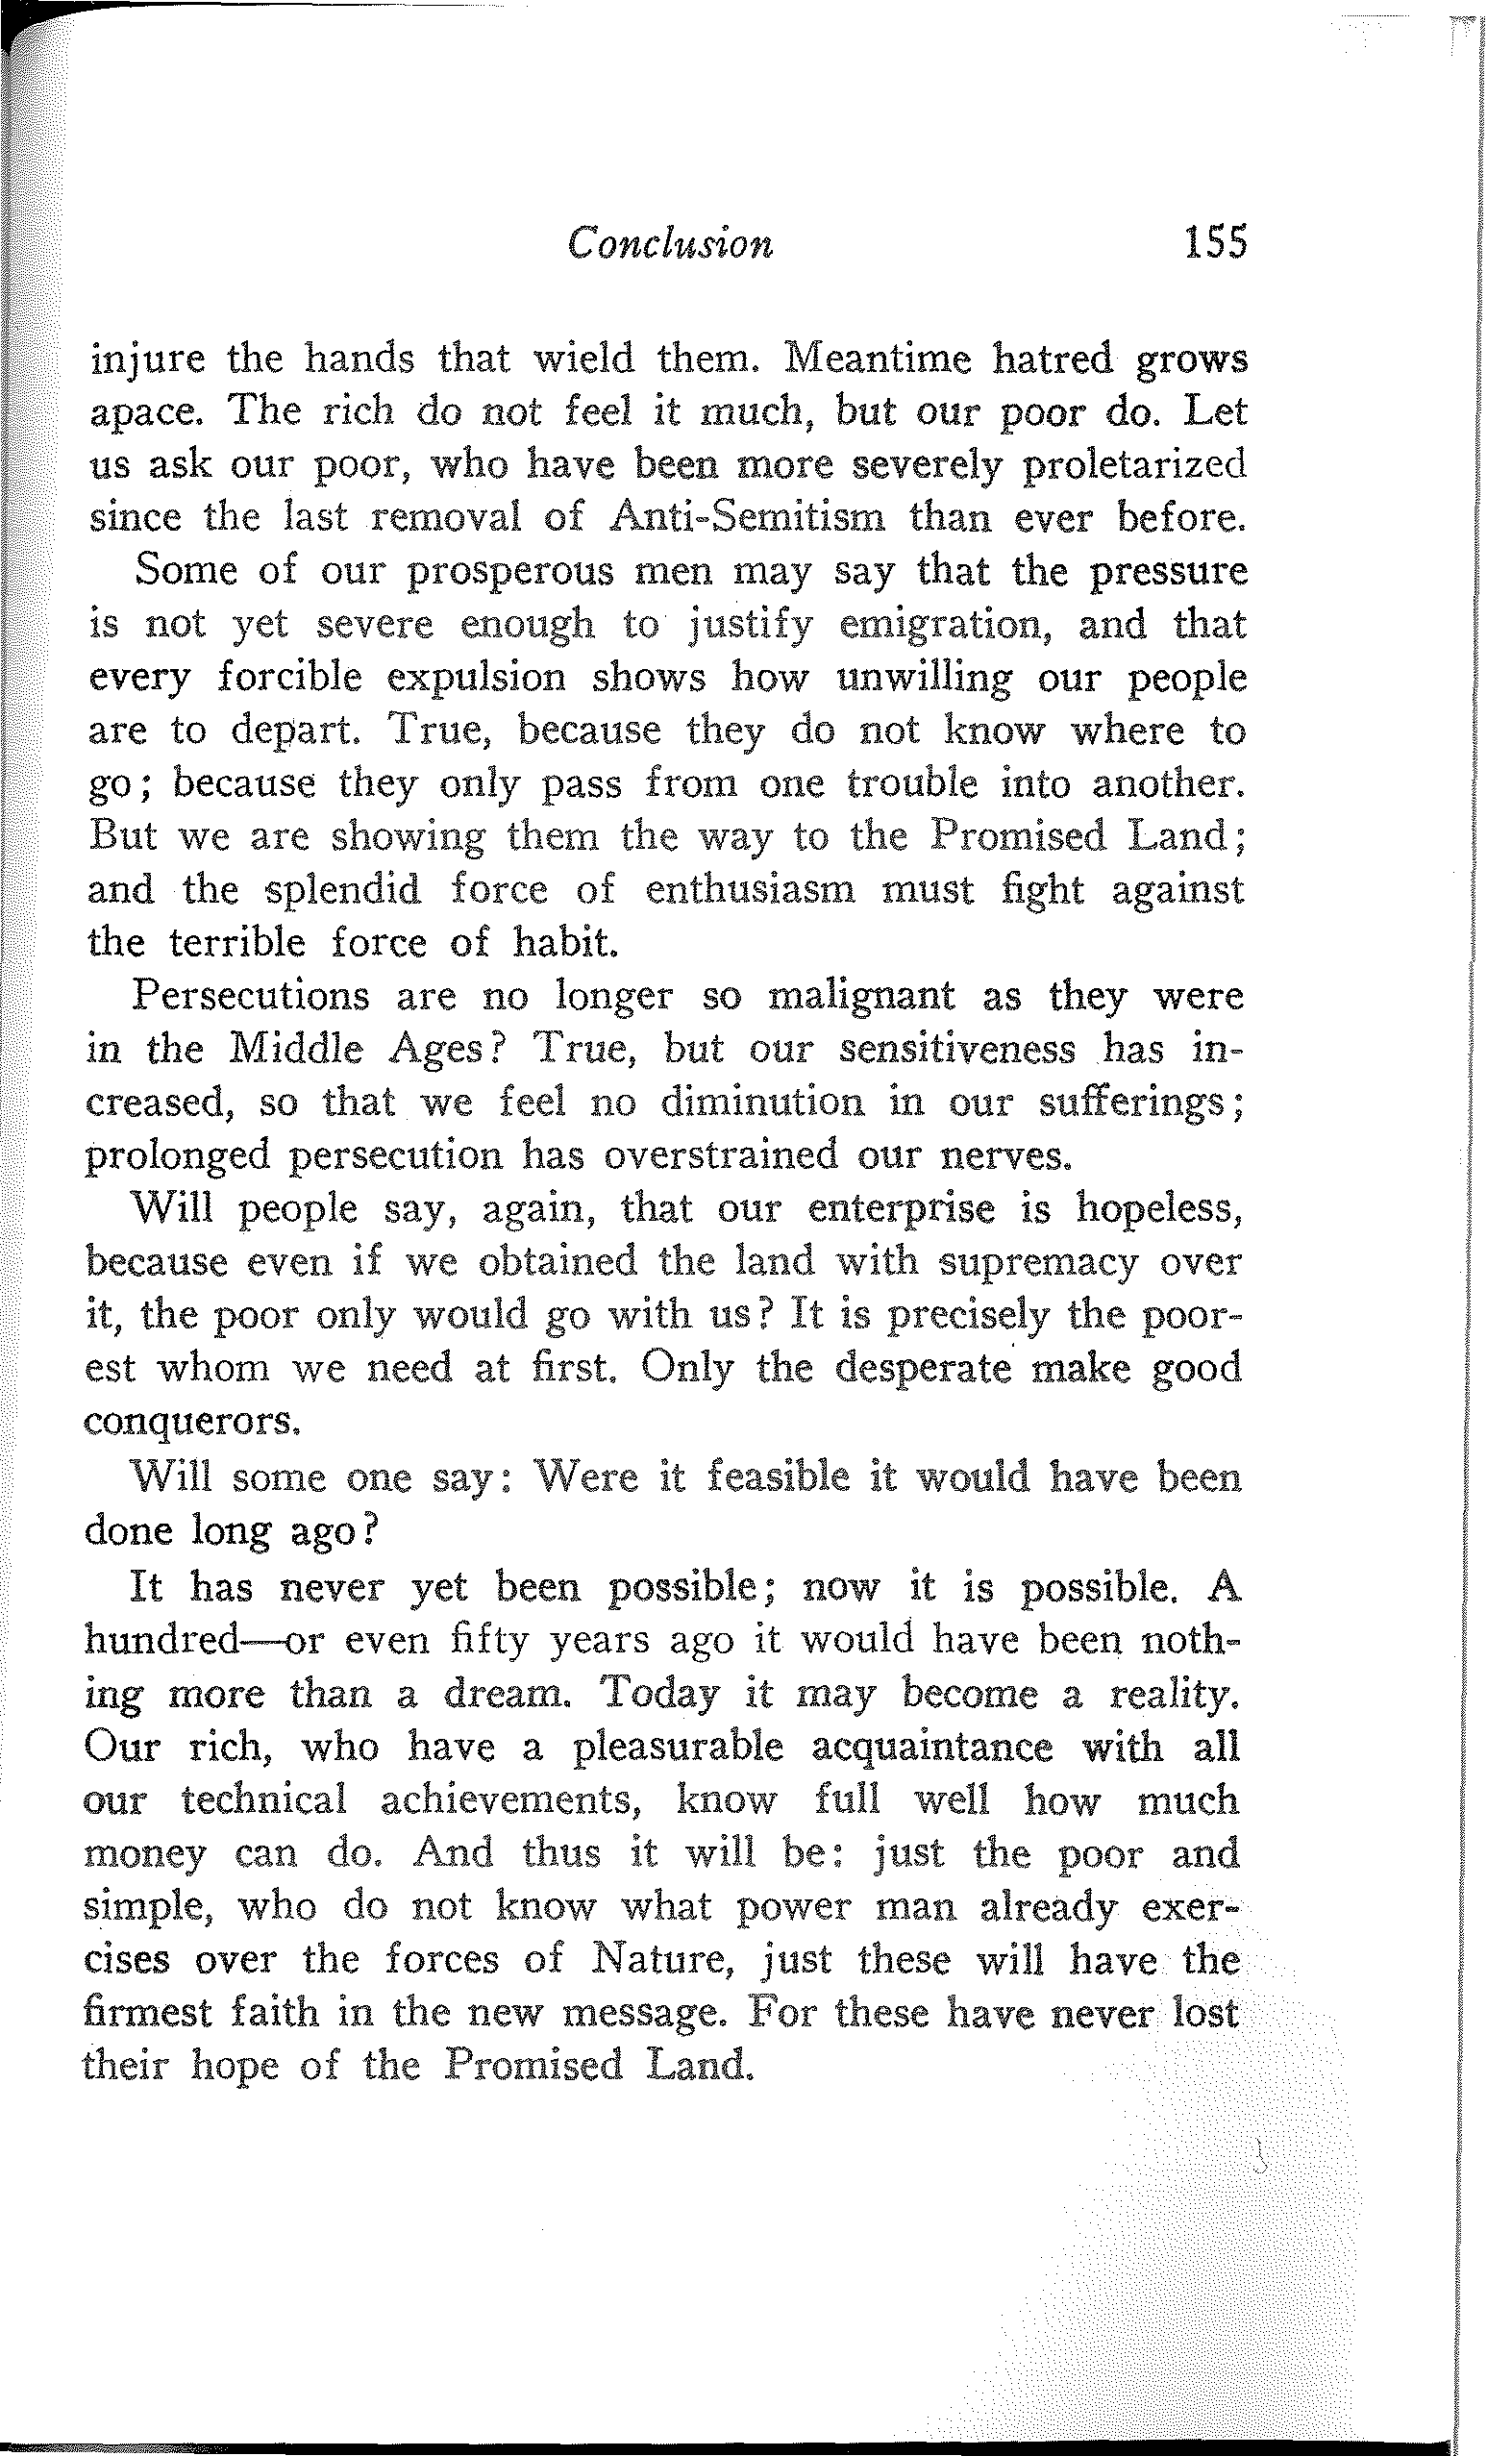 Conclusion 155
injure the hands that wield them. Meantime hatred grows
apace. The rich do not feel it much, but our poor do. Let
us ask our poor, who have been more severely proletarized
since the last removal of Anti-Semitism than ever before.
Some of our prosperous men may say that the pressure
is not yet severe enough to justify emigration, and that
every forcible expulsion shows how unwilling our people
are to depart. True, because they do not know where to
go; because they only pass from one trouble into another.
But we are showing them the way to the Promised Land;
and the splendid force of enthusiasm must fight against
the terrible force of habit.
Persecutions are no longer so malignant as they were
in the Middle Ages? True, but our sensitiveness has in-
creased, so that we feel no diminution in our sufferings;
prolonged persecution has overstrained our nerves.
Will people say, again, that our enterprise is hopeless,
because even if we obtained the land with supremacy over
it, the poor only would go with us? It is precisely the poor-
est whom we need at first. Only the desperate make good
conquerors.
Will some one say: Were it feasible it would have been
done long ago?
It has never yet been possible; now it is possible. A
hundred—or even fifty years ago it would have been noth-
ing more than a dream. Today it may become a reality.
Our rich, who have a pleasurable acquaintance with all
our technical achievements, know full well how much
money can do. And thus it will be: just the poor and
simple, who do not know what power man already exer-
cises over the forces of Nature, just these will have the
firmest faith in the new message. For these have never lost
their hope of the Promised Land.